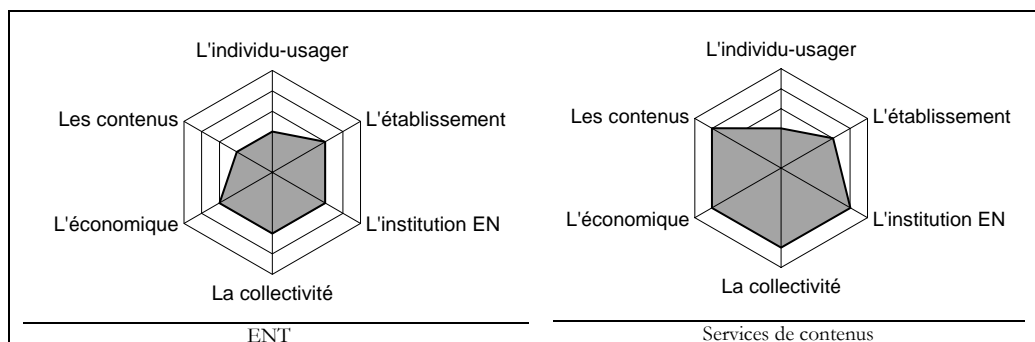 L'individu-usager
Les contenus
L'établissement
L'économique
L'institution EN
La collectivité
ENT
L'individu-usager
Les contenus
L'établissement
L'économique
L'institution EN
La collectivité
Services de contenus